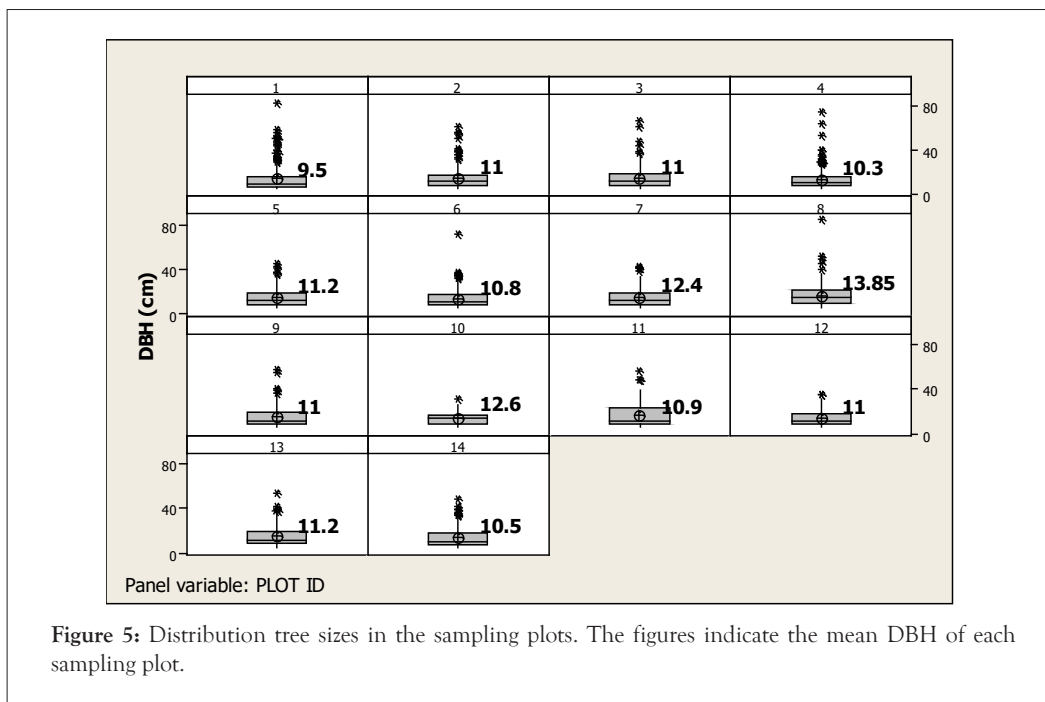 1 2 3 4
80
40
0
9.5 11 11 10.3
5 6 7 8
80
40
0
11.2 10.8 12.4 13.85
DBH (cm)
9 10 11 12
80
40
0
11 12.6 10.9 11
13 14
80
40
0
11.2 10.5
Panel variable: PLOT ID
Figure 5: Distribution tree sizes in the sampling plots. The figures indicate the mean DBH of each
sampling plot.